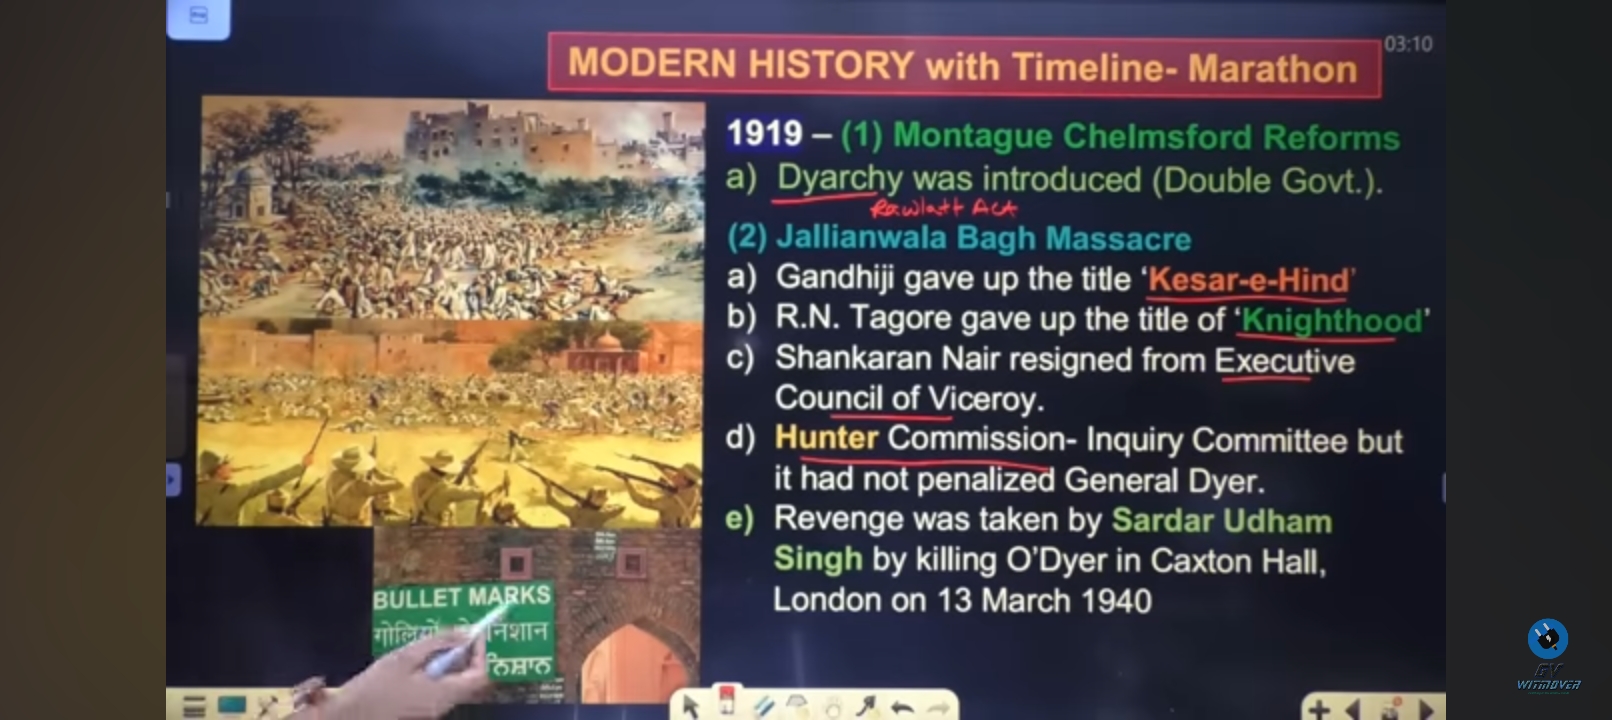 03:10
MODERN HISTORY with Timeline- Marathon
1919 – (1) Montague Chelmsford Reforms
a) Dyarchy was introduced (Double Govt.).
Rawlatt Act
(2) Jallianwala Bagh Massacre
a) Gandhiji gave up the title ‘Kesar-e-Hind’
b) R.N. Tagore gave up the title of ‘Knighthood’
c) Shankaran Nair resigned from Executive
Council of Viceroy.
d) Hunter Commission- Inquiry Committee but
it had not penalized General Dyer.
e) Revenge was taken by Sardar Udham
Singh by killing O’Dyer in Caxton Hall,
London on 13 March 1940
BULLET MARKS
गोलियों निशान
ਨਿਸ਼ਾਨ
GY
WITMOVER